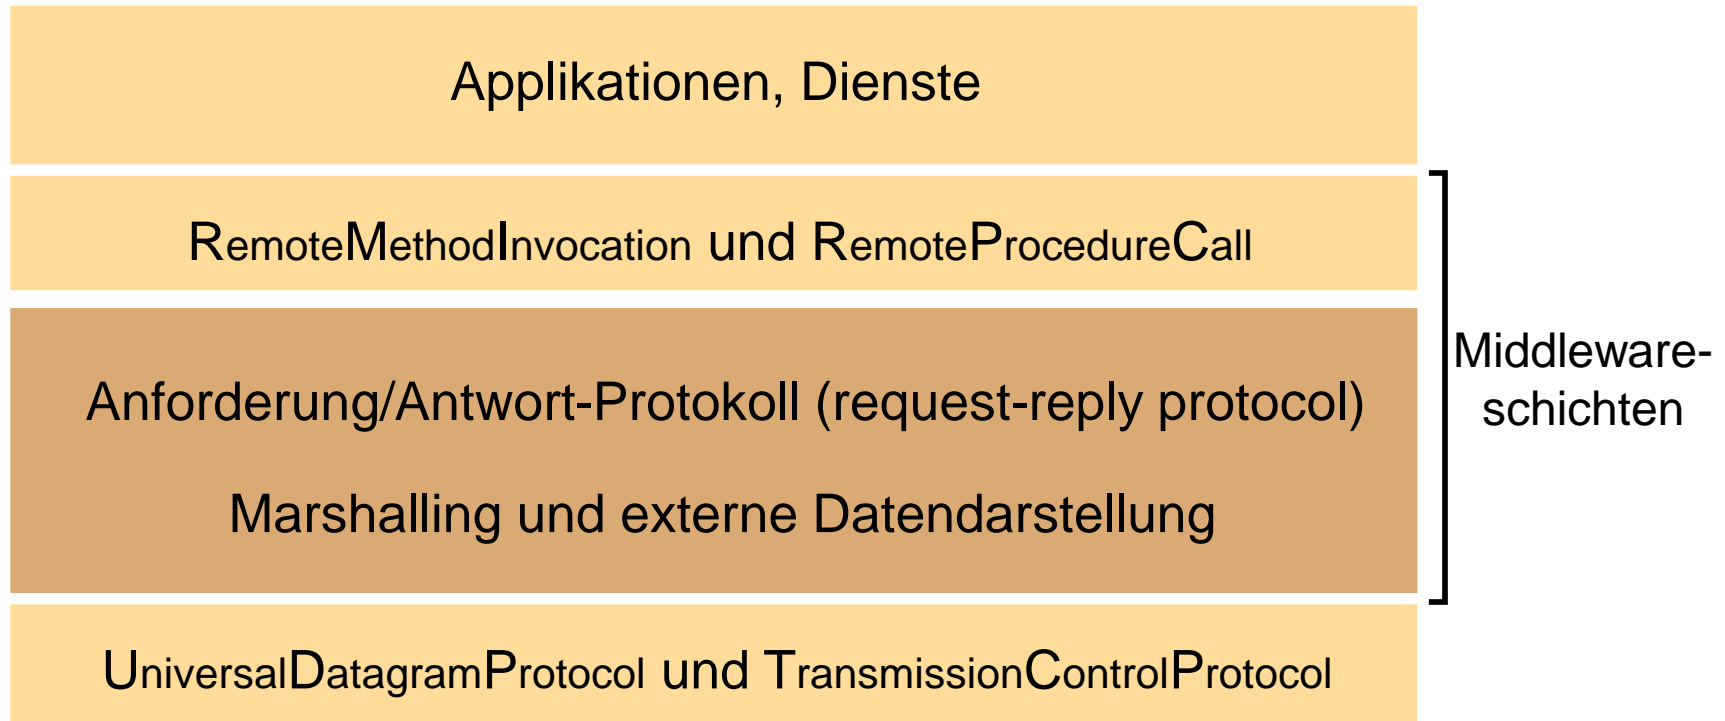 Applikationen, Dienste
RemoteMethodInvocation und RemoteProcedureCall
Anforderung/Antwort-Protokoll (request-reply protocol)
Marshalling und externe Datendarstellung
UniversalDatagramProtocol und TransmissionControlProtocol
Middleware-
schichten